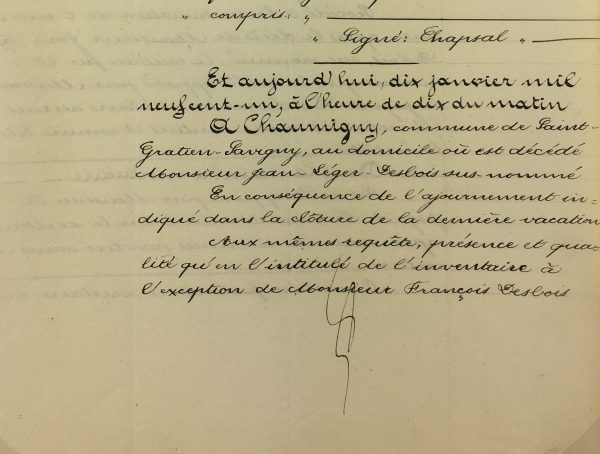 " compris: "
" Signé: Chapsal "
Et aujourd'hui, dix janvier mil
neuf cent-un, à l'heure de dix du matin
A Chaumigny, commune de Saint-
Gratien-Savigny, au domicile où est décédé
Monsieur Jean-Léger-Desbois sus-nommé
En conséquence de l'ajournement in-
diqué dans la clôture de la dernière vacation
Aux mêmes requête, présence et qua-
lité qu'en l'intitulé de l'inventaire à
l'exception de Monsieur François Desbois